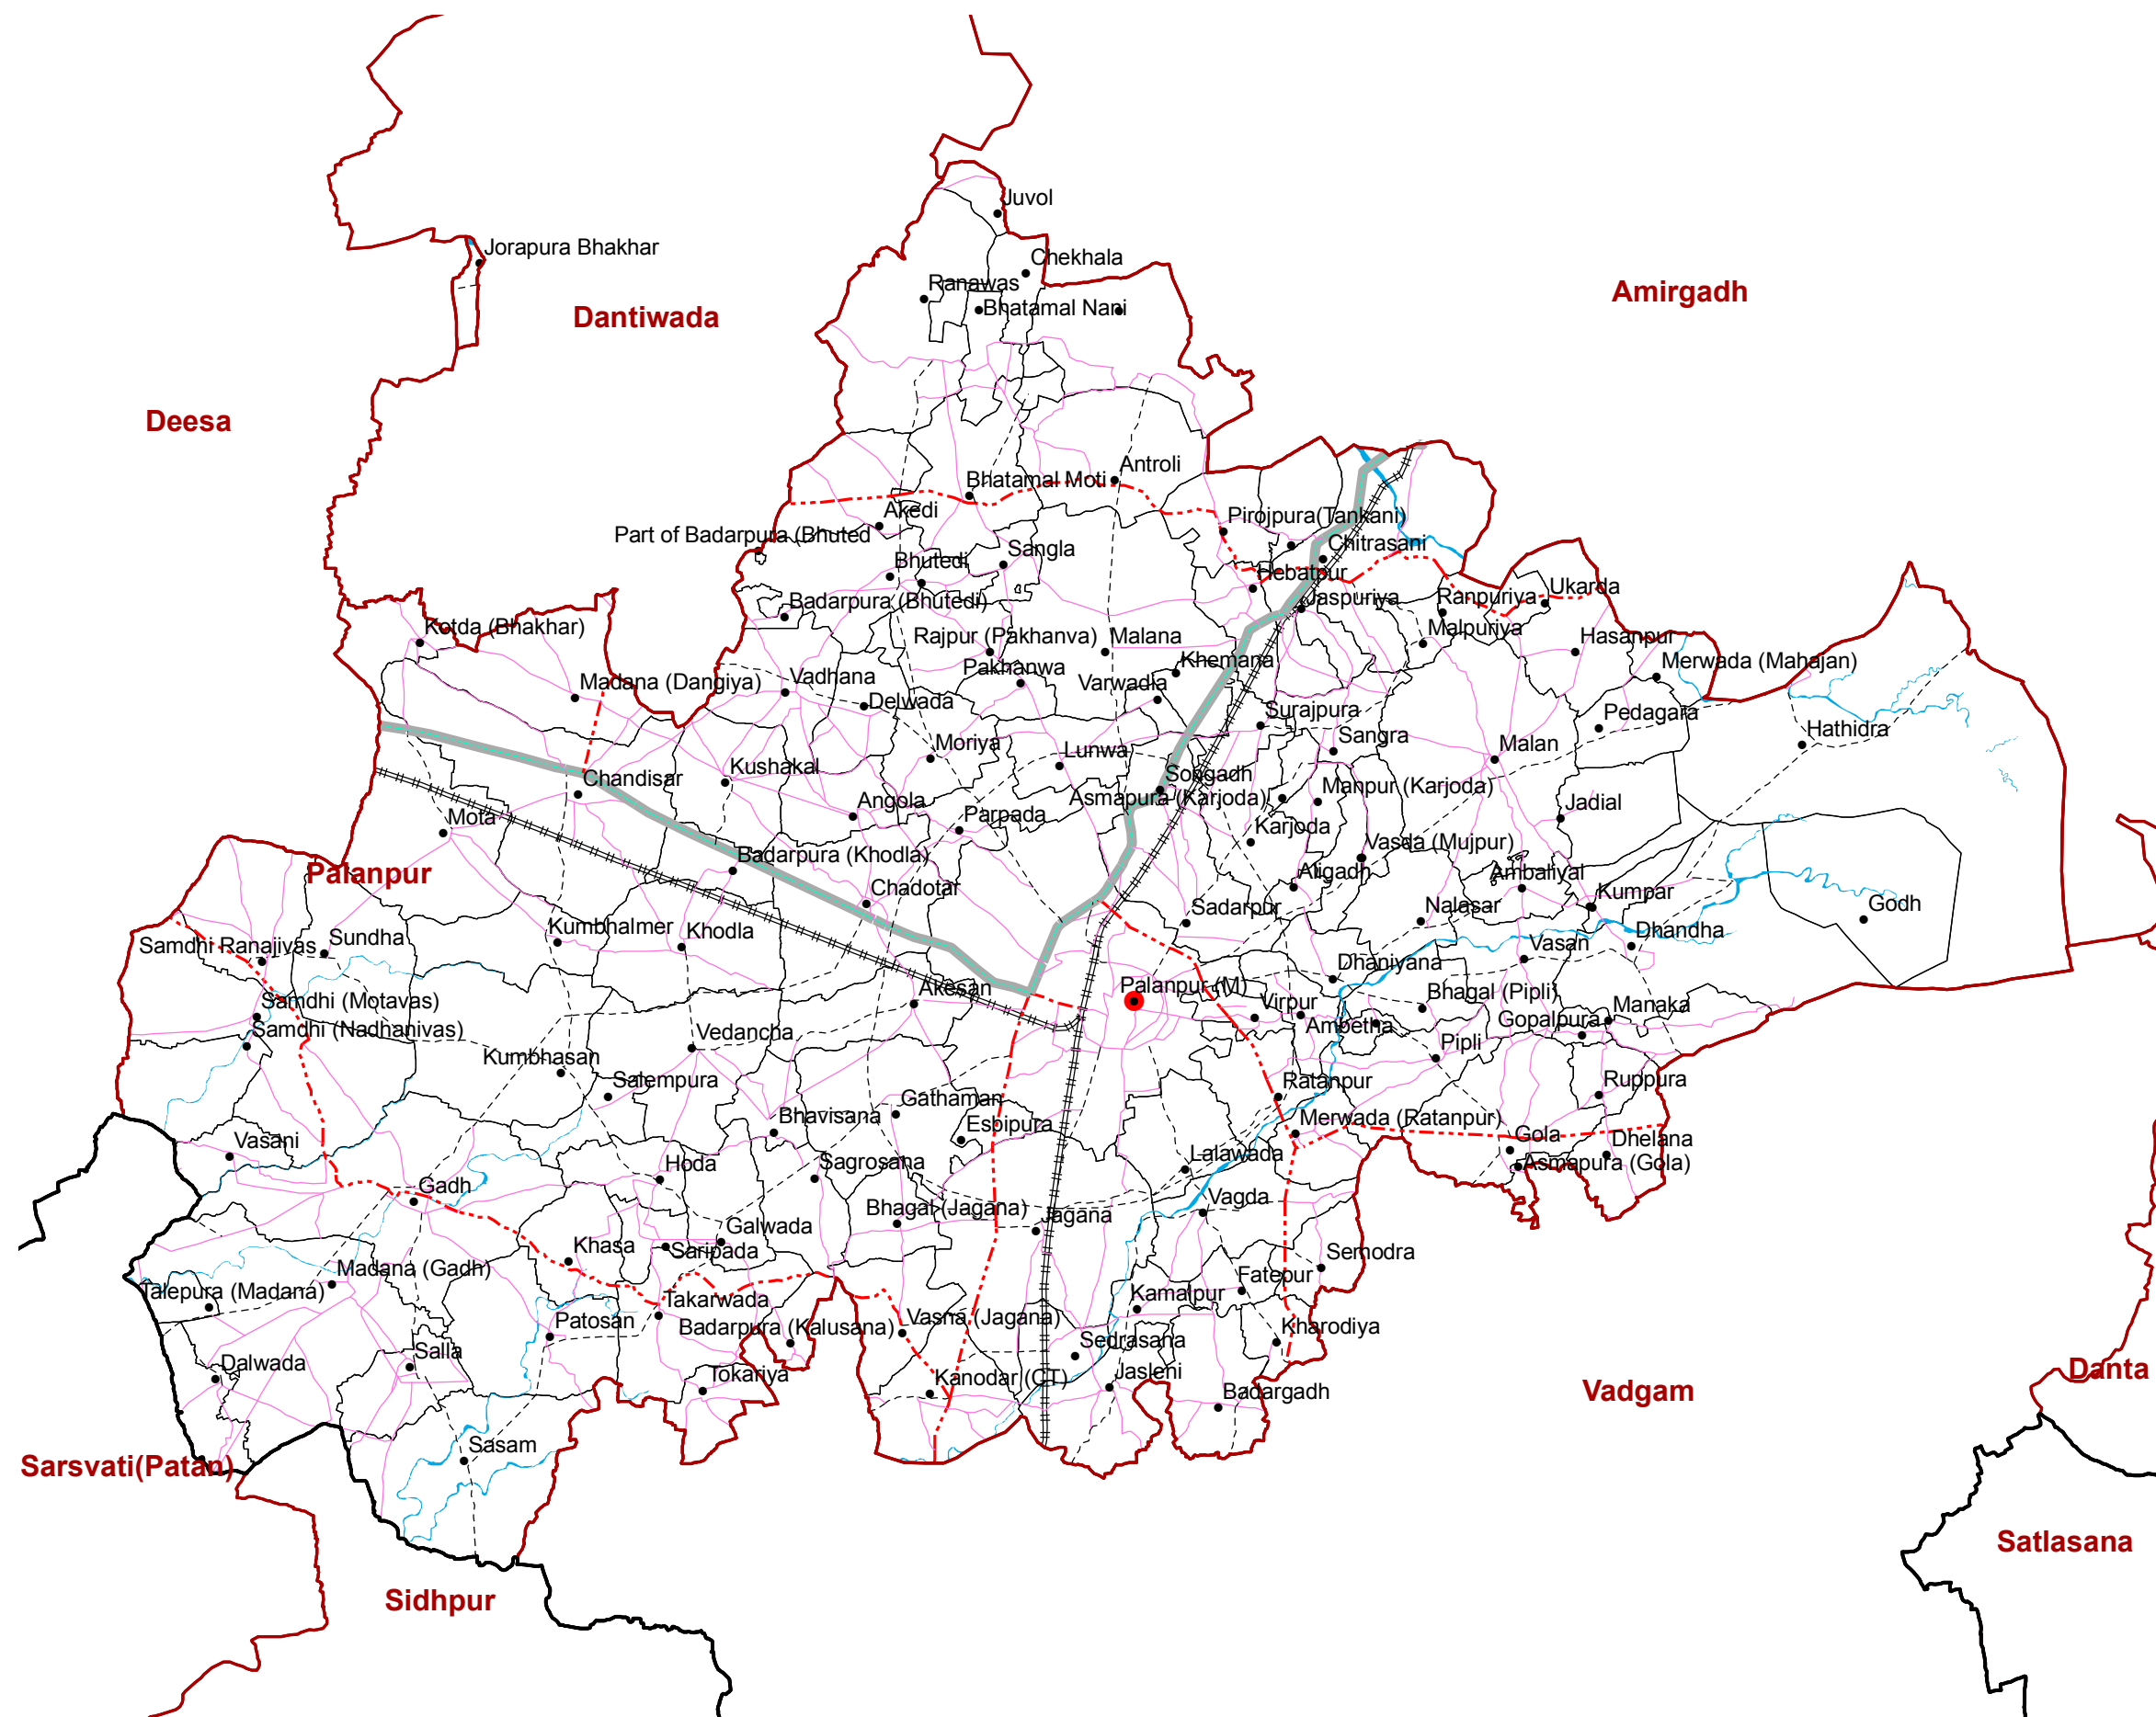 Juvol
Jorapura Bhakhar
Chekhala
Ranawas
Amirgadh
Bhatamal Nani
Dantiwada
Deesa
Antroli
Bhatamal Moti
Akedi
Pirojpura(Tankani)
Part of Badarpura (Bhuted
Chitrasani
Sangla
Bhutedi
Hebatpur
Ukarda
Jaspuriya
Ranpuriya
Badarpura (Bhutedi)
Kotda (Bhakhar)
Malpuriya
Rajpur (Pakhanva)
Malana
Hasanpur
Khemana
Merwada (Mahajan)
Pakhanwa
Vadhana
Madana (Dangiya)
Varwadia
Delwada
Surajpura
Pedagara
Hathidra
Sangra
Moriya
Lunwa
Malan
Kushakal
Songadh
Chandisar
Manpur (Karjoda)
Asmapura (Karjoda)
Angola
Jadial
Parpada
Mota
Karjoda
Vasda (Mujpur)
Badarpura (Khodla)
Palanpur
Aligadh
Ambaliyal
Chadotar
Kumpar
Godh
Sadarpur
Nalasar
Kumbhalmer
Khodla
Dhandha
Sundha
Samdhi Ranajivas
Vasan
Dhaniyana
Palanpur (M)
Akesan
Bhagal (Pipli)
Samdhi (Motavas)
Virpur
Manaka
Gopalpura
Ambetha
Samdhi (Nadhanivas)
Vedancha
Pipli
Kumbhasan
Salempura
Ratanpur
Ruppura
Gathaman
Bhavisana
Espipura
Merwada (Ratanpur)
Gola
Dhelana
Vasani
Lalawada
Hoda
Sagrosana
Asmapura (Gola)
Gadh
Vagda
Bhagal (Jagana)
Jagana
Galwada
Khasa
Saripada
Semodra
Madana (Gadh)
Fatepur
Talepura (Madana)
Kamalpur
Takarwada
Vasna (Jagana)
Patosan
Badarpura (Kalusana)
Kharodiya
Sedrasana
Salla
Dalwada
Danta
Jasleni
Tokariya
Kanodar (CT)
Badargadh
Vadgam
Sasam
Sarsvati(Patan)
Satlasana
Sidhpur